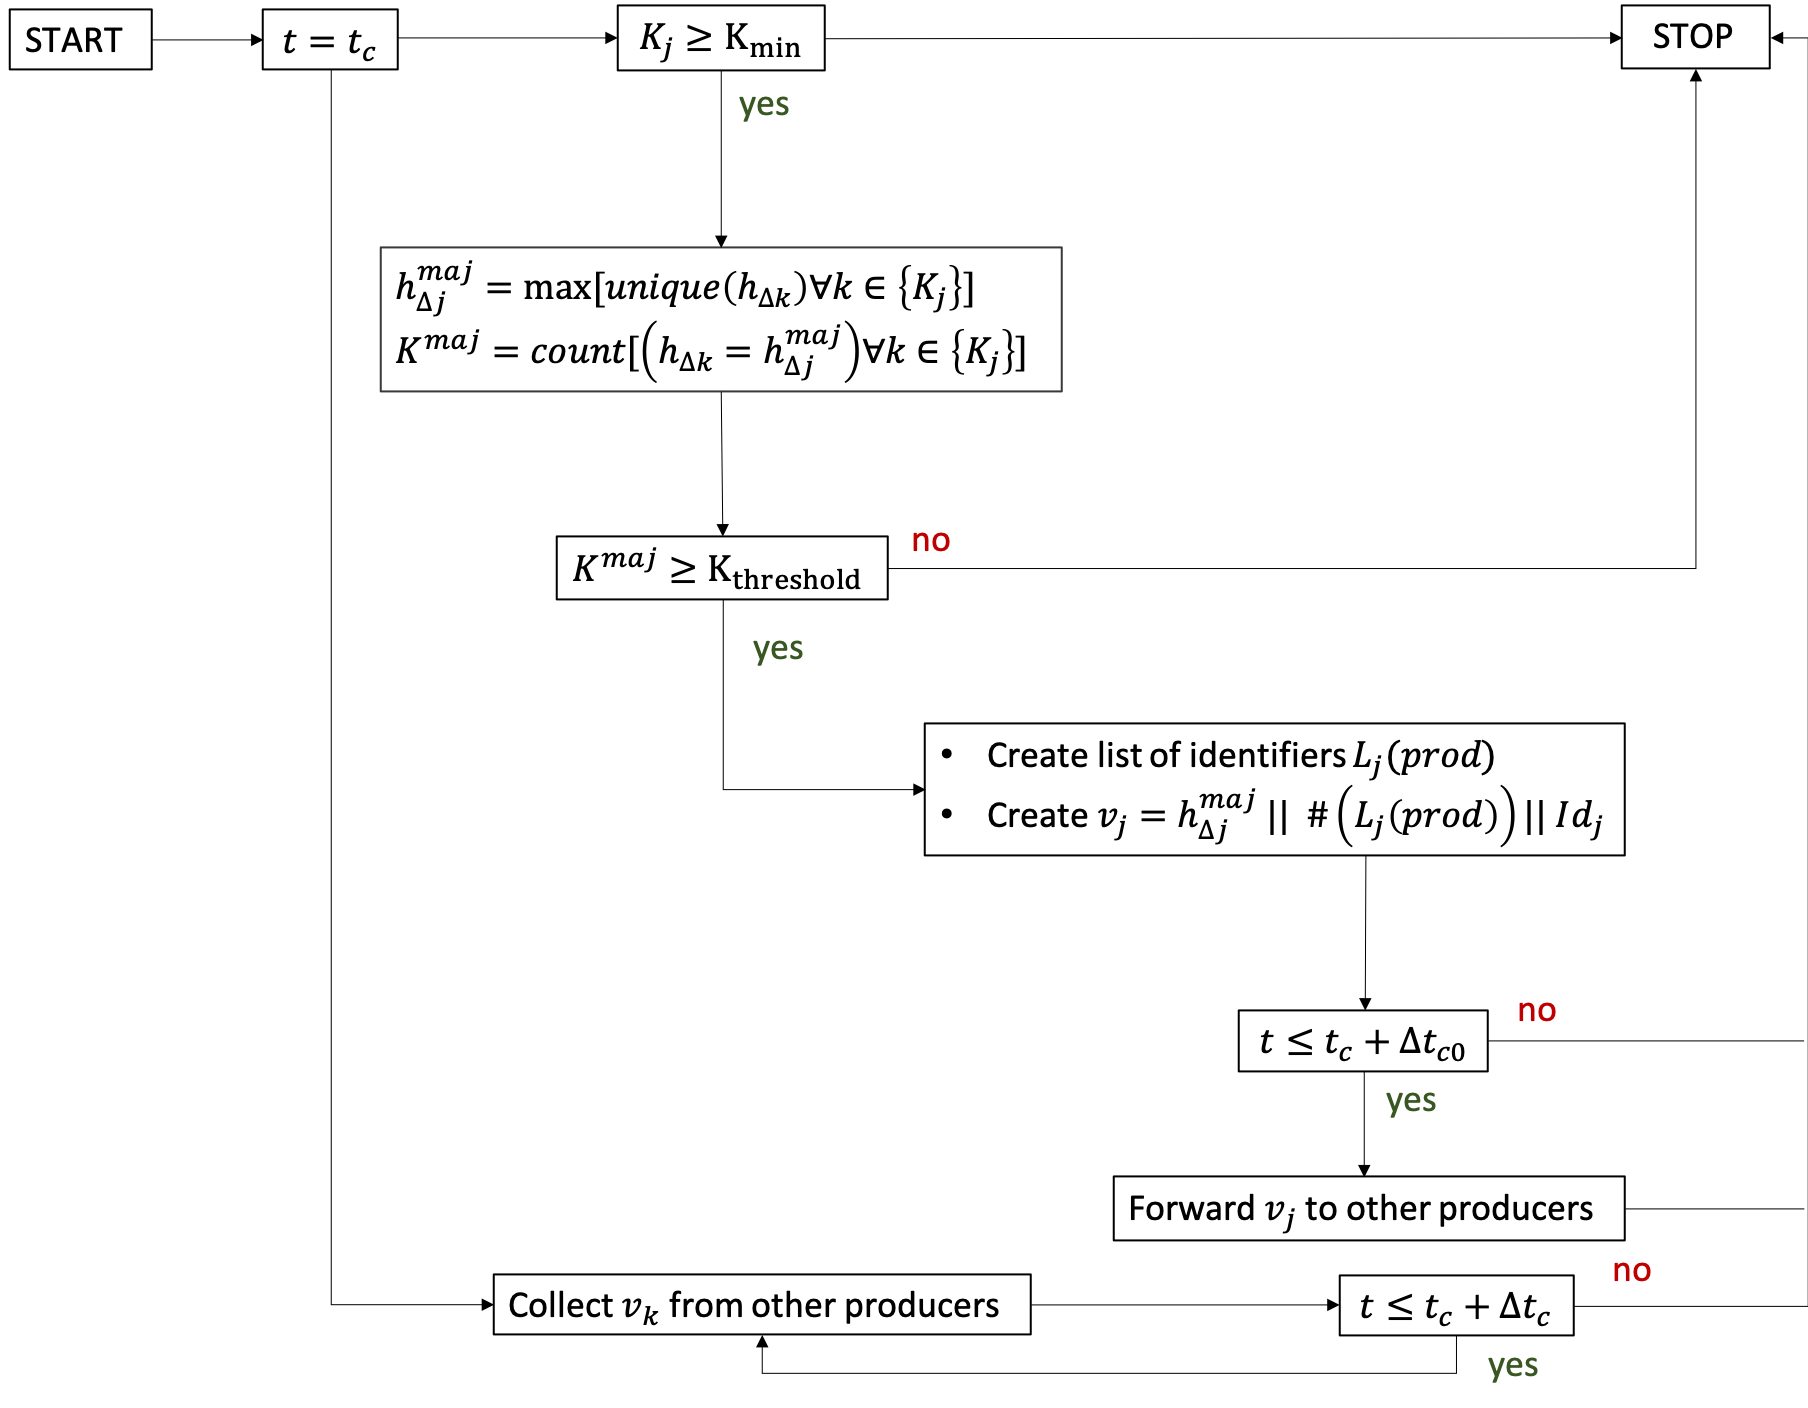 START
t = t_c
K_j ≥ K_min
STOP
yes
h_Δj^maj = max[unique(h_Δk)∀k ∈ {K_j}]
K^maj = count[(h_Δk = h_Δj^maj)∀k ∈ {K_j}]
K^maj ≥ K_threshold
no
yes
• Create list of identifiers L_j(prod)
• Create v_j = h_Δj^maj || #(L_j(prod)) || Id_j
t ≤ t_c + Δt_c0
no
yes
Forward v_j to other producers
Collect v_k from other producers
t ≤ t_c + Δt_c
no
yes